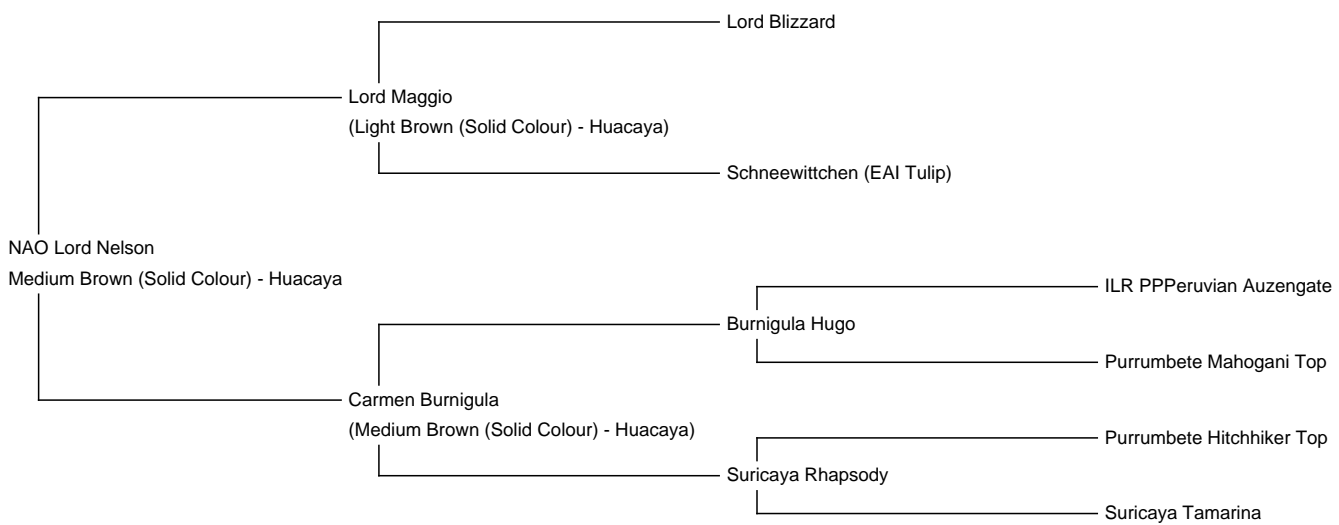 Lord Blizzard
Lord Maggio
(Light Brown (Solid Colour) - Huacaya)
Schneewittchen (EAI Tulip)
NAO Lord Nelson
Medium Brown (Solid Colour) - Huacaya
ILR PPPeruvian Auzengate
Burnigula Hugo
Purrumbete Mahogani Top
Carmen Burnigula
(Medium Brown (Solid Colour) - Huacaya)
Purrumbete Hitchhiker Top
Suricaya Rhapsody
Suricaya Tamarina